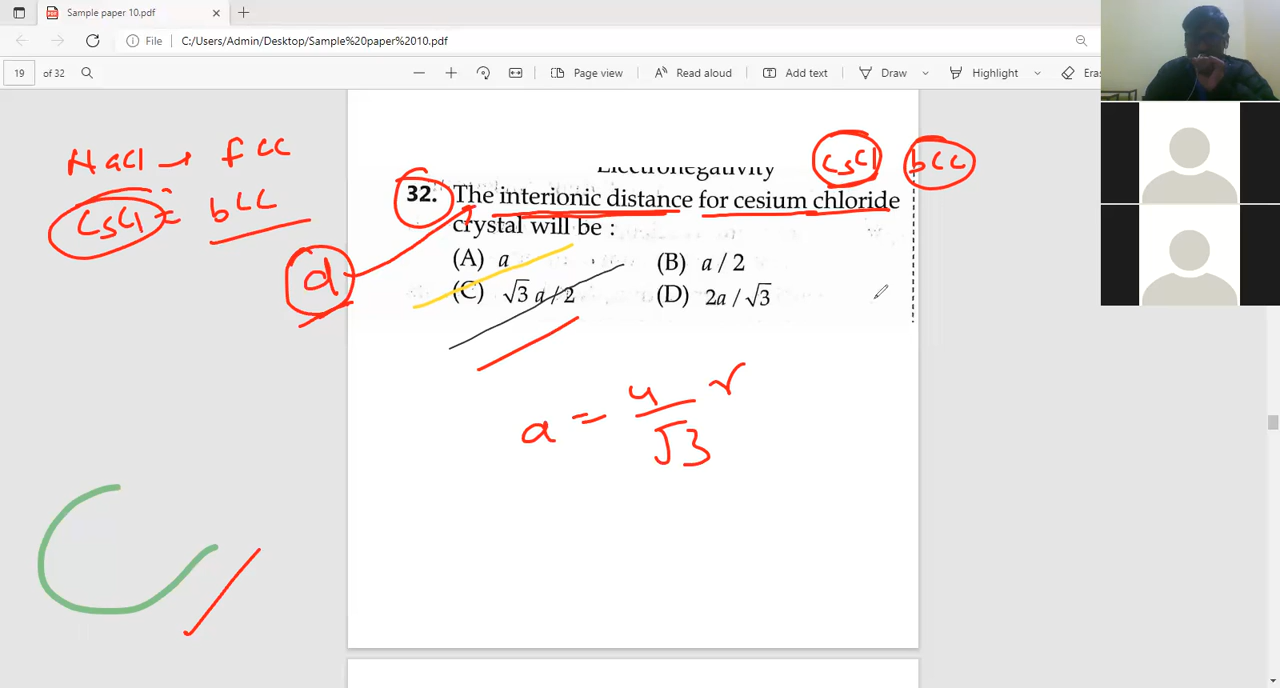 Sample paper 10.pdf
File C:/Users/Admin/Desktop/Sample%20paper%2010.pdf
19 of 32 Page view Read aloud Add text Draw Highlight Eras
NaCl → fcc
CsCl = bcc
CsCl bcc
Electronegativity
32. The interionic distance for cesium chloride
crystal will be :
d
(A) a (B) a / 2
(C) √3 a / 2 (D) 2a / √3
a = 4/√3 r